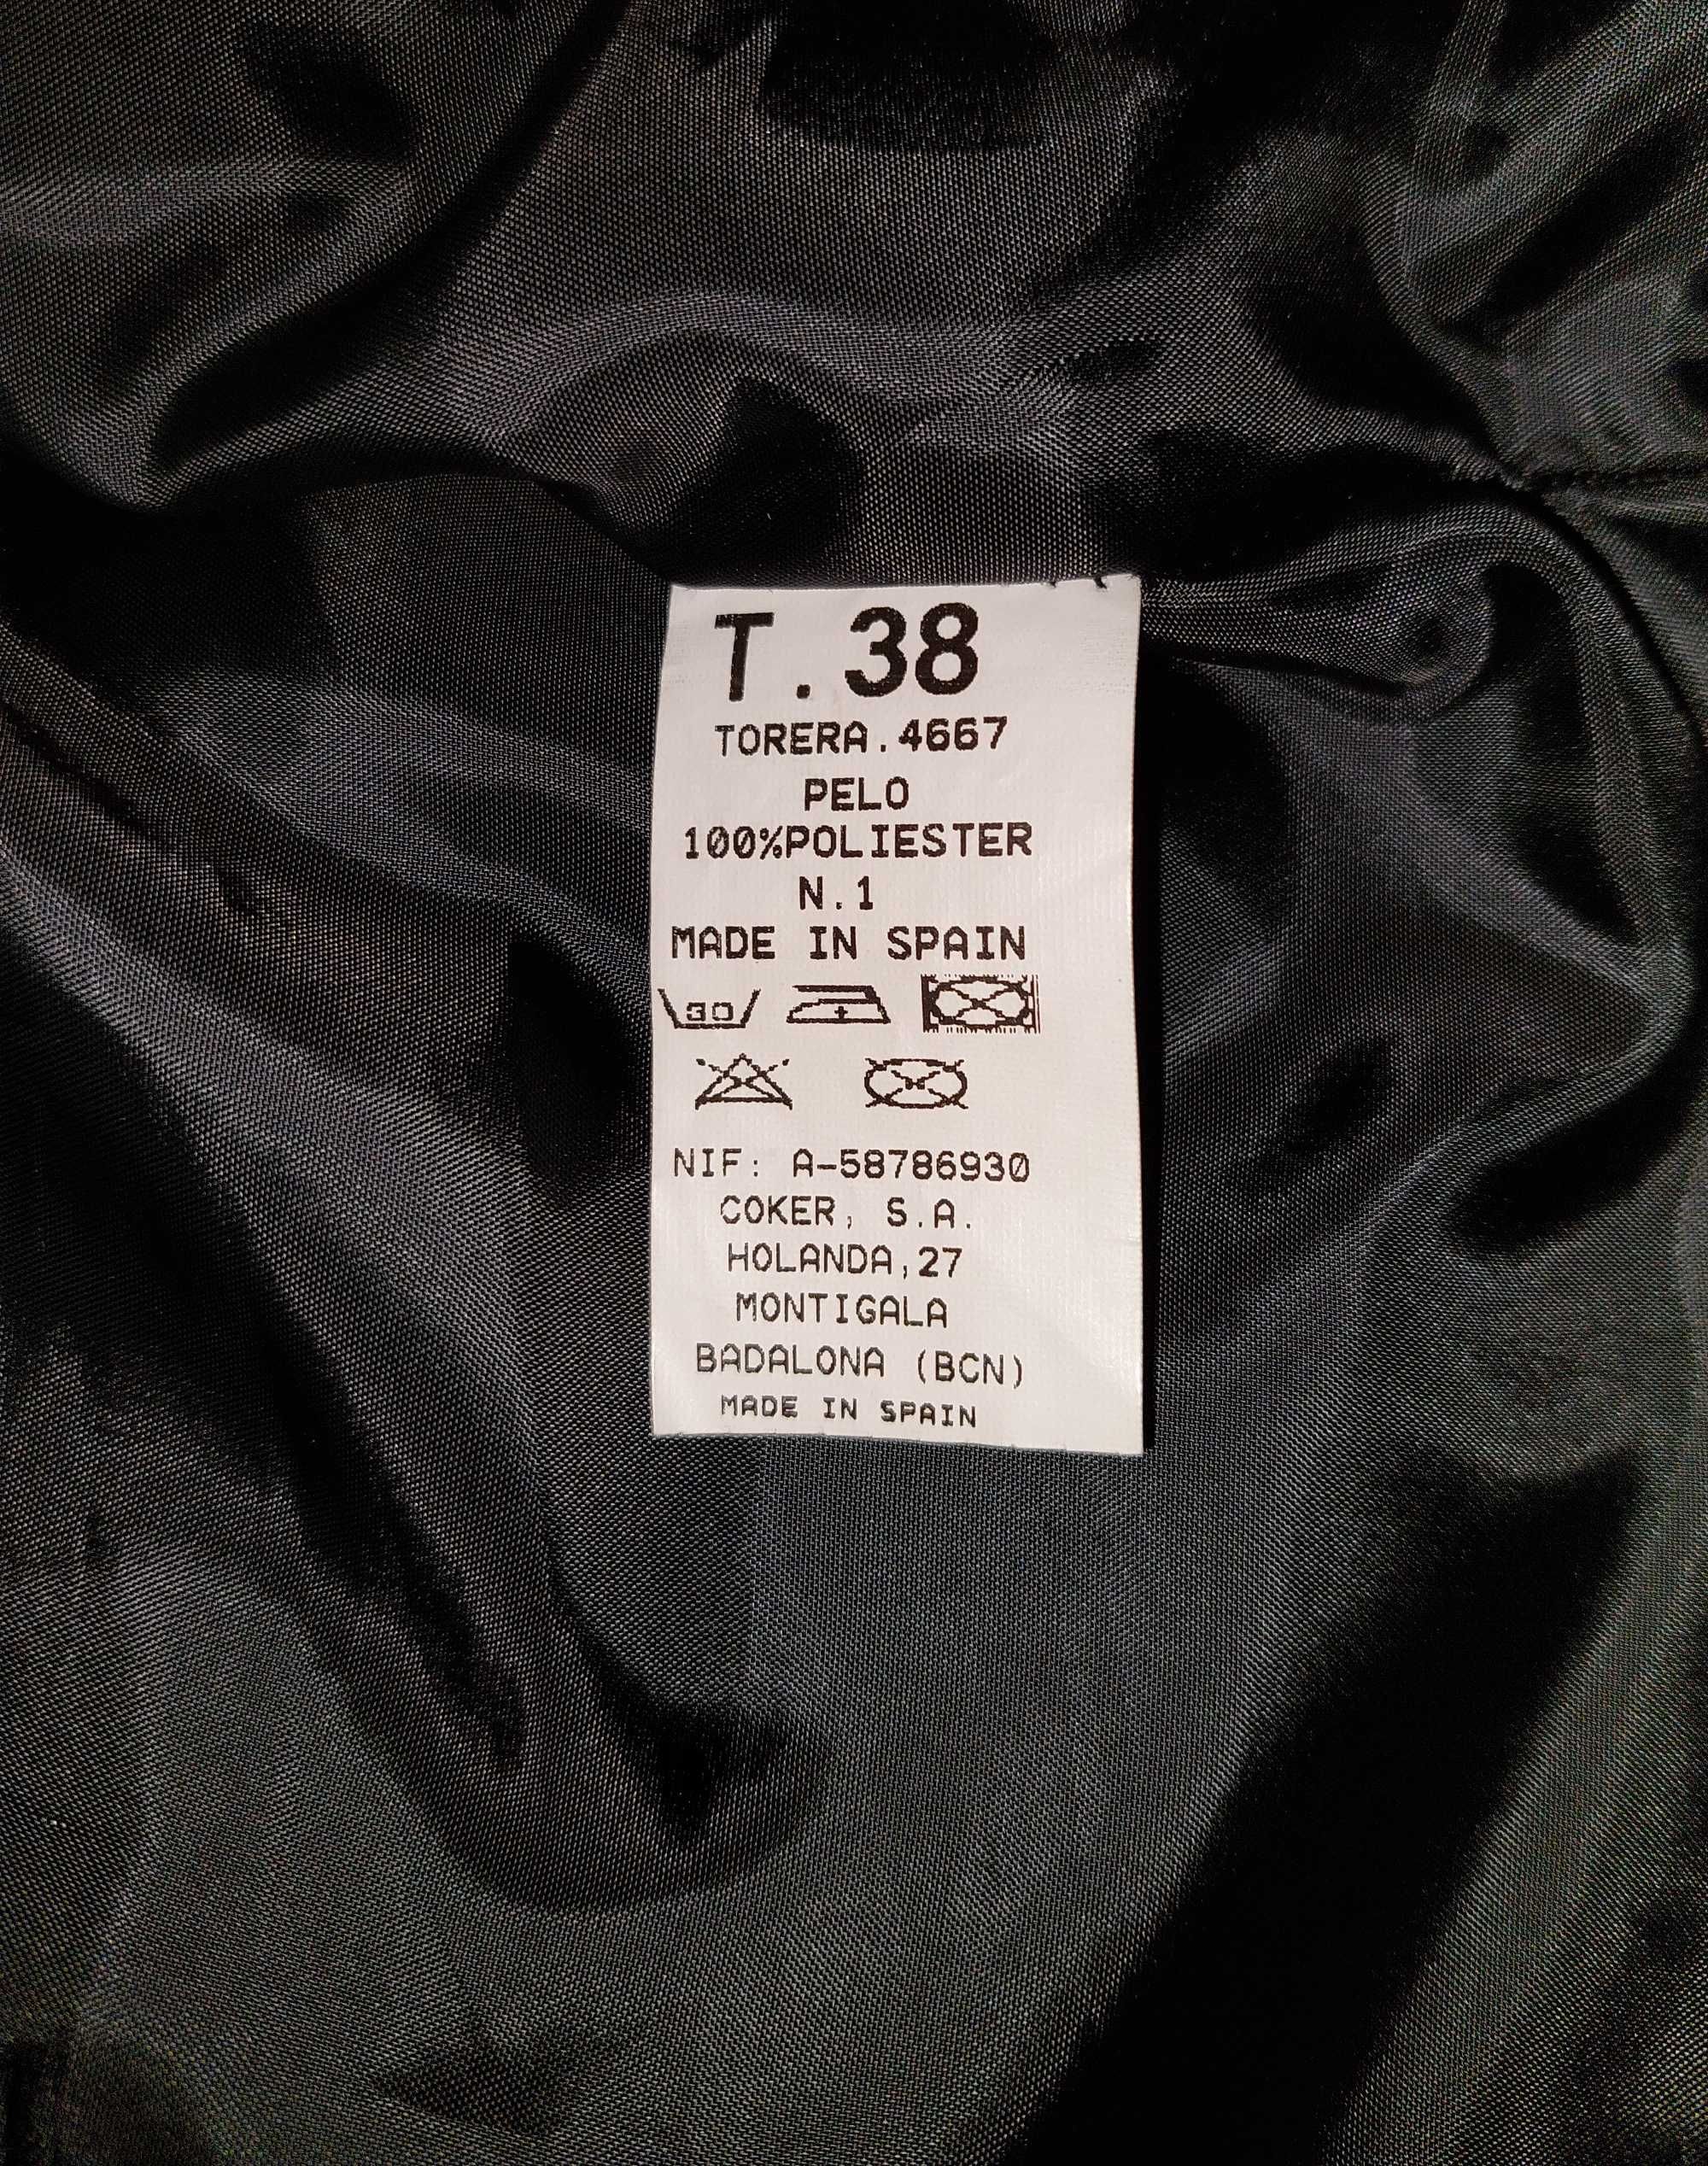 T.38
TORERA.4667
PELO
100%POLIESTER
N.1
MADE IN SPAIN
30
NIF: A-58786930
COKER, S.A.
HOLANDA,27
MONTIGALA
BADALONA (BCN)
MADE IN SPAIN